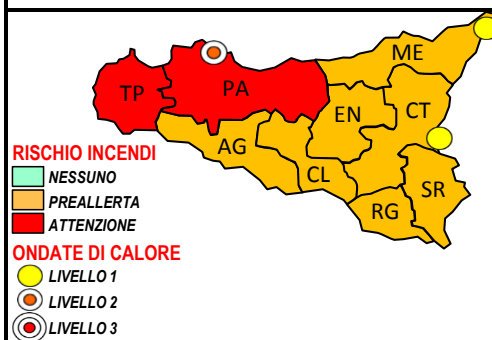 ME
TP
PA
EN
CT
AG
CL
SR
RG
RISCHIO INCENDI
NESSUNO
PREALLERTA
ATTENZIONE
ONDATE DI CALORE
LIVELLO 1
LIVELLO 2
LIVELLO 3